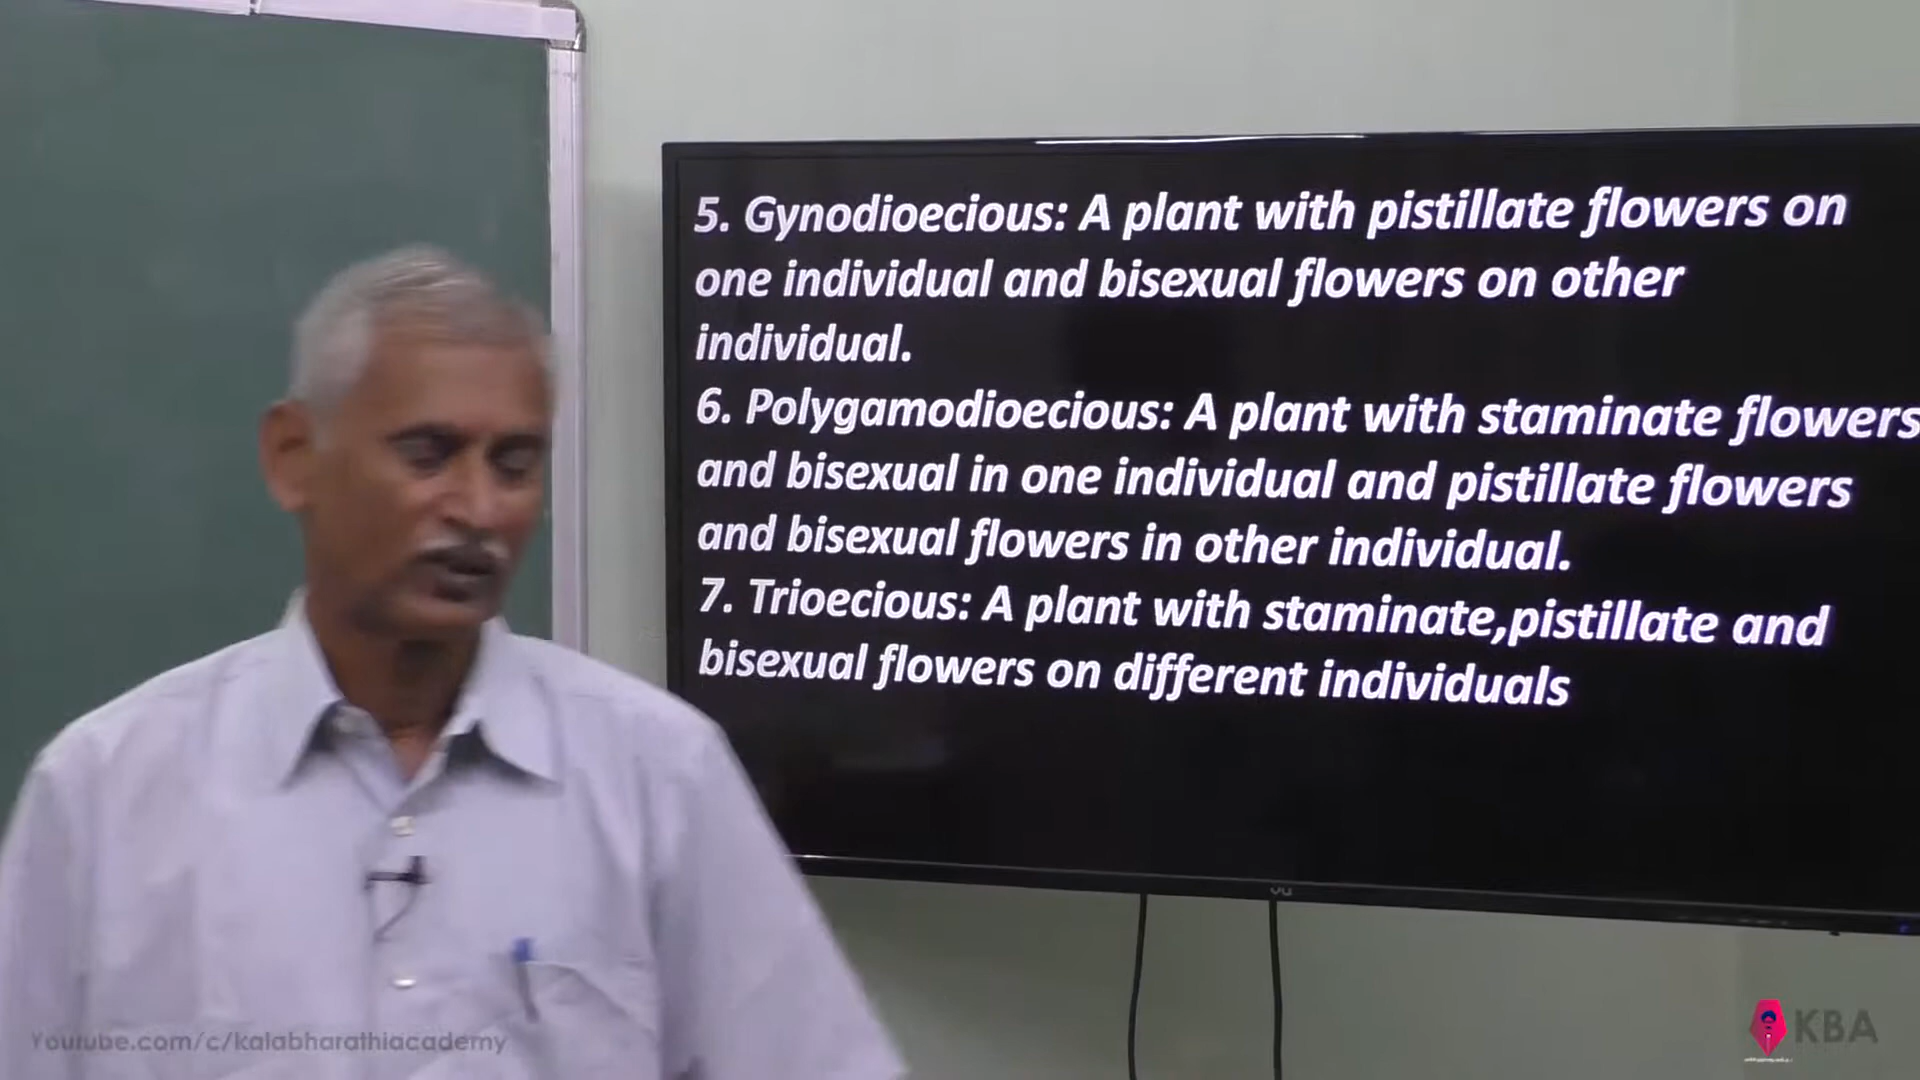 5. Gynodioecious: A plant with pistillate flowers on
one individual and bisexual flowers on other
individual.
6. Polygamodioecious: A plant with staminate flowers
and bisexual in one individual and pistillate flowers
and bisexual flowers in other individual.
7. Trioecious: A plant with staminate,pistillate and
bisexual flowers on different individuals
VU
Youtube.com/c/kalabharathiacademy
KBA